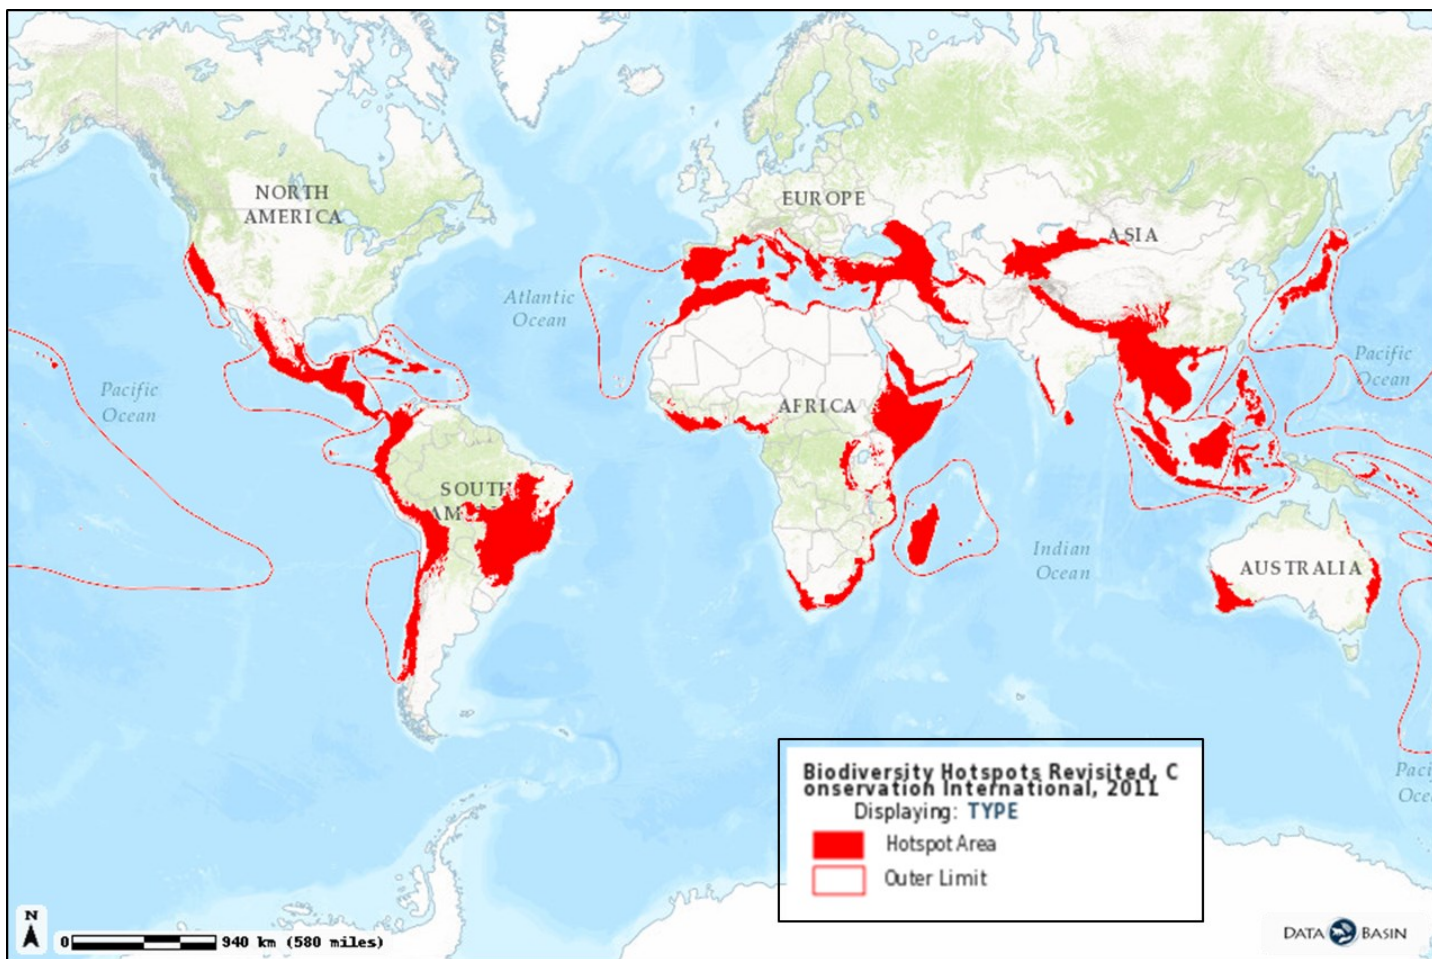 NORTH
AMERICA
EUROPE
ASIA
Atlantic
Ocean
Pacific
Ocean
Pacific
Ocean
AFRICA
SOUTH
AM
Indian
Ocean
AUSTRALIA
Biodiversity Hotspots Revisited, C
onservation International, 2011
Displaying: TYPE
Hotspot Area
Outer Limit
Paci
Oce
N
0 940 km (580 miles)
DATA BASIN